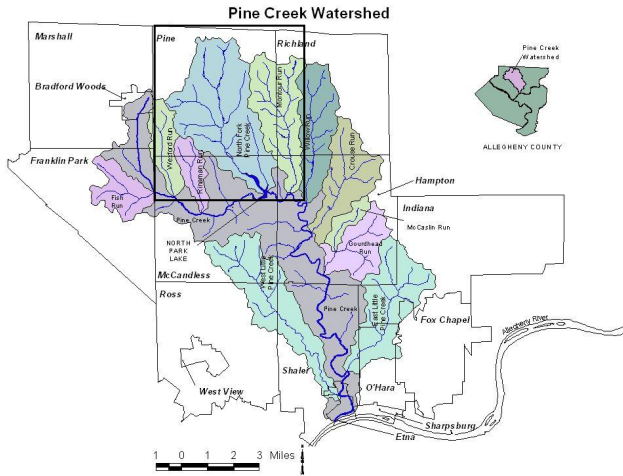 Pine Creek Watershed
Marshall
Pine
Richland
Pine Creek
Watershed
ALLEGHENY COUNTY
Bradford Woods
Franklin Park
Wexford Run
Rinaman Run
North Fork
Pine Creek
Montour Run
Willow Run
Crouse Run
Fish
Run
Hampton
Indiana
McCaslin Run
Gourdhead
Run
Pine Creek
NORTH
PARK
LAKE
McCandless
West Little
Pine Creek
Ross
Pine Creek
East Little
Pine Creek
Fox Chapel
Allegheny River
West View
Shaler
O'Hara
Sharpsburg
Etna
1 0 1 2 3 Miles